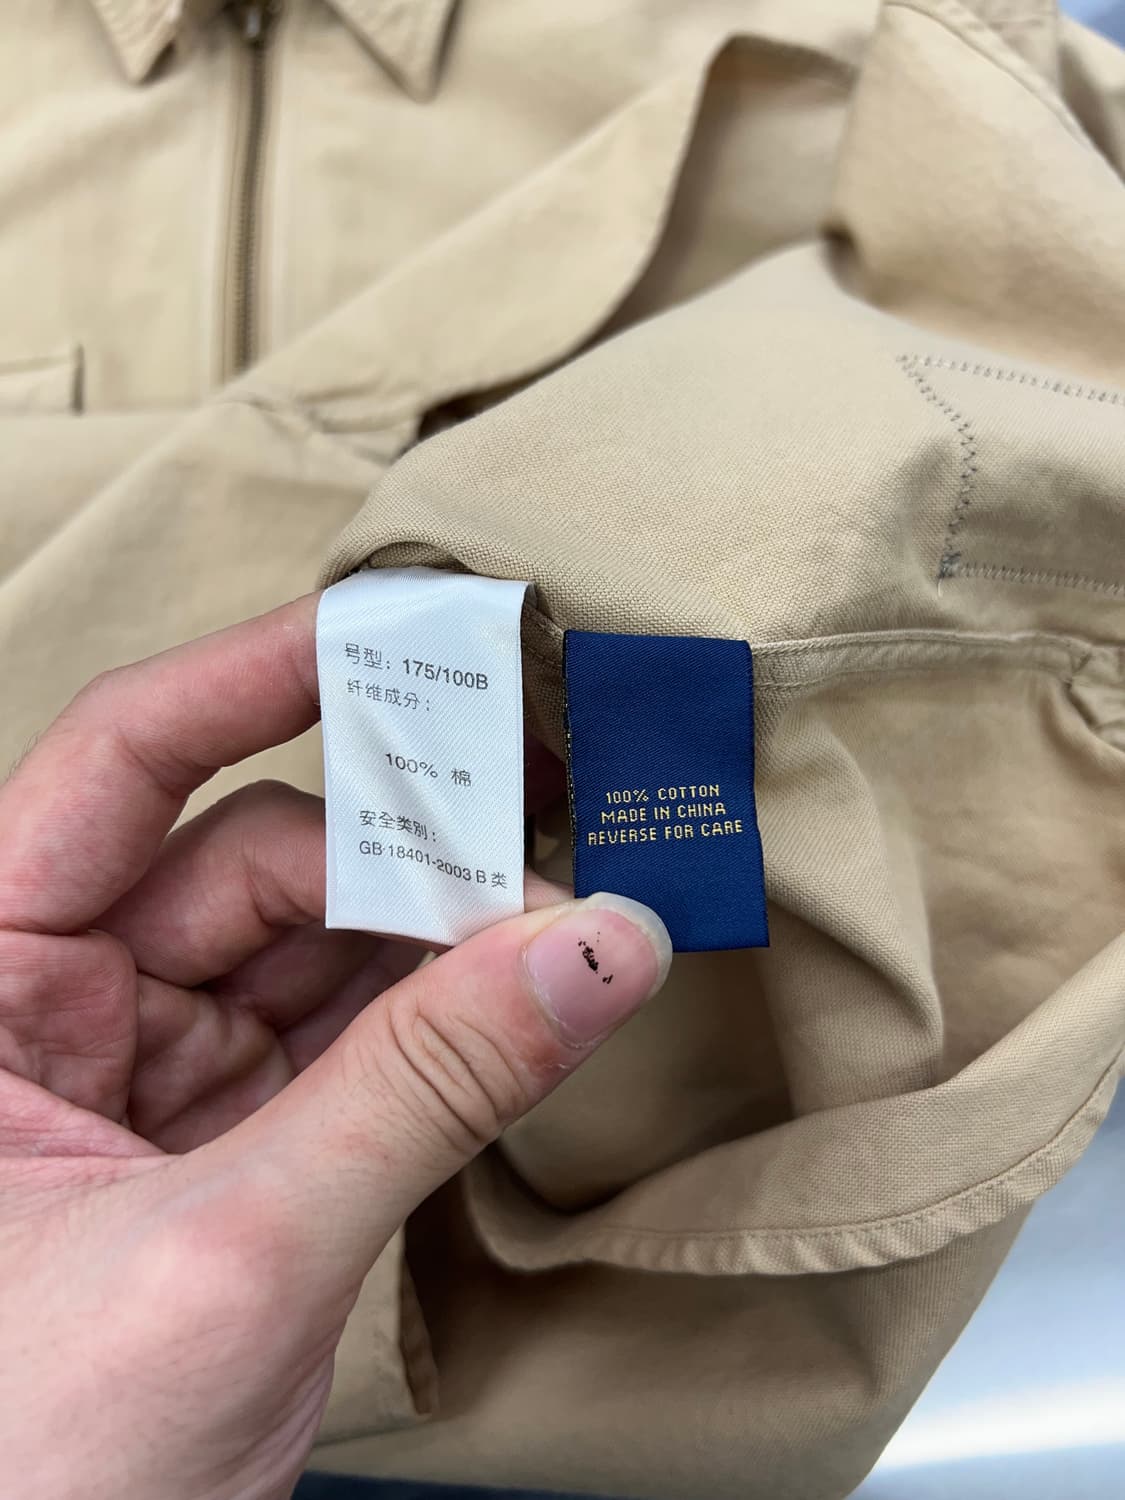 号型：175/100B
纤维成分：
100% 棉
安全类别：
GB 18401-2003 B 类
100% COTTON
MADE IN CHINA
REVERSE FOR CARE